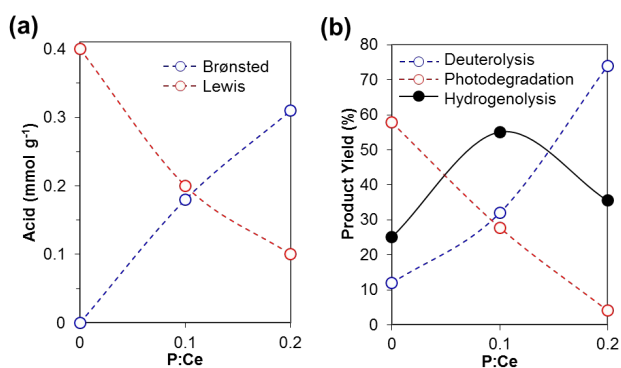 (a)
0.4
0.3
0.2
0.1
0
Acid (mmol g-1)
Brønsted
Lewis
0
0.1
0.2
P:Ce
(b)
80
70
60
50
40
30
20
10
0
Product Yield (%)
Deuterolysis
Photodegradation
Hydrogenolysis
0
0.1
0.2
P:Ce